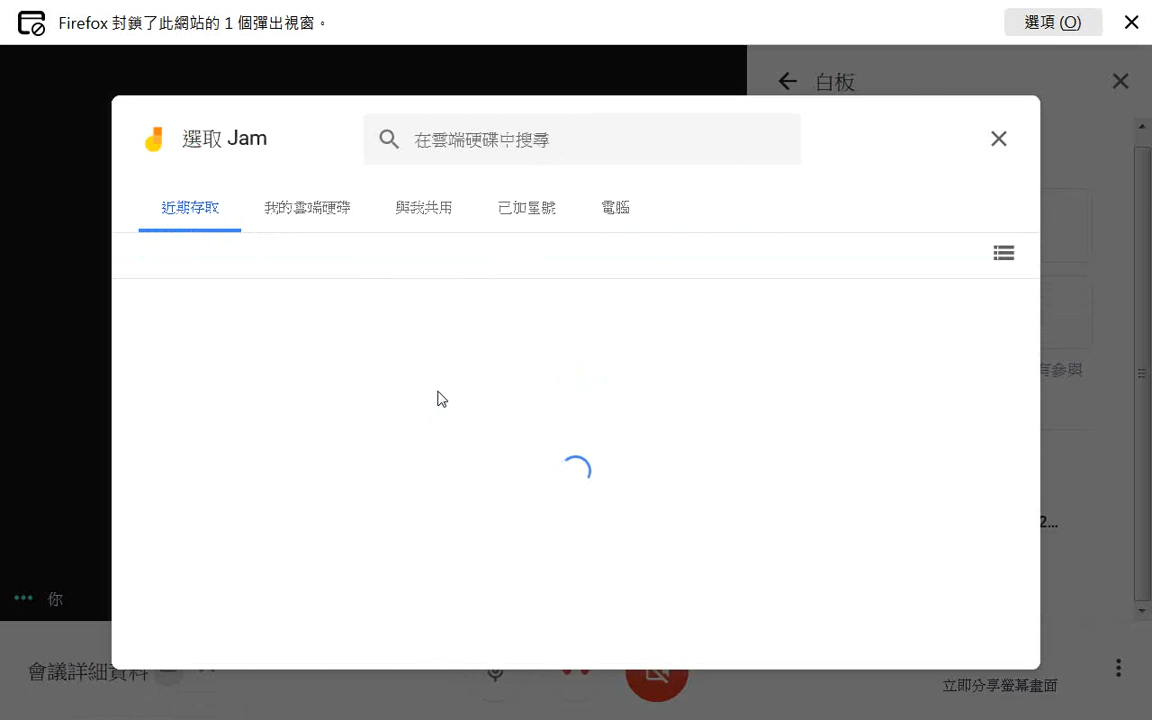 Firefox 封鎖了此網站的 1 個彈出視窗。
選項 (O)
白板
選取 Jam
在雲端硬碟中搜尋
近期存取
我的雲端硬碟
與我共用
已加星號
電腦
有參與
2...
你
會議詳細資料
立即分享螢幕畫面